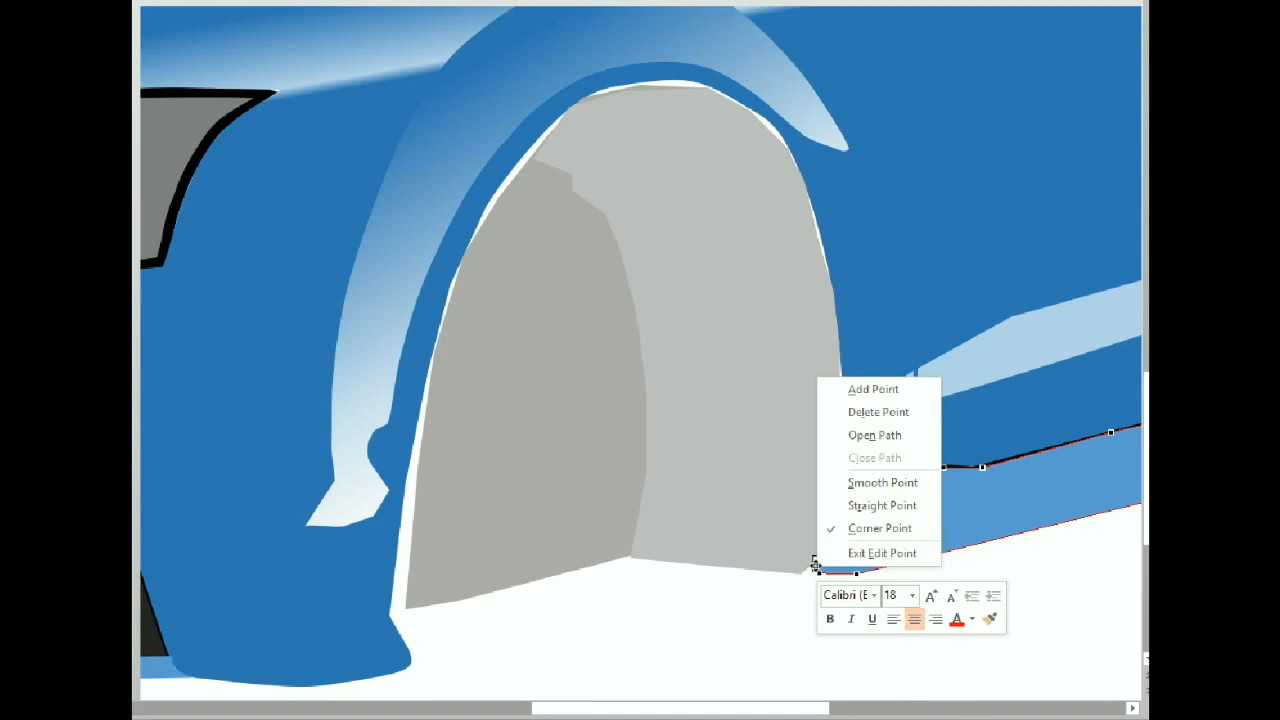 Add Point
Delete Point
Open Path
Close Path
Smooth Point
Straight Point
Corner Point
Exit Edit Point
Calibri (E 18 A A
B I U A